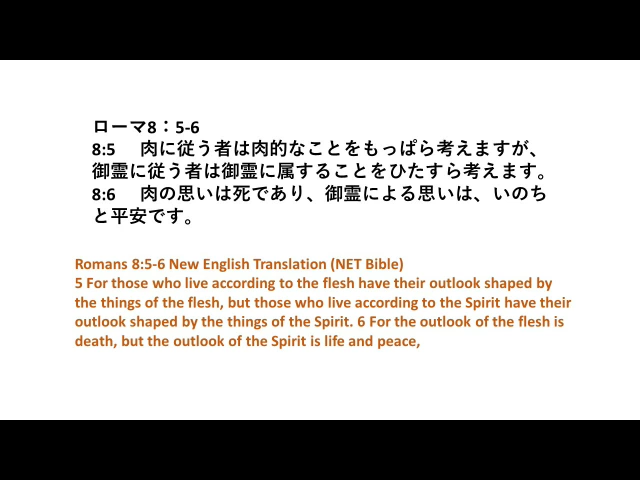 ローマ8：5-6
8:5　肉に従う者は肉的なことをもっぱら考えますが、
御霊に従う者は御霊に属することをひたすら考えます。
8:6　肉の思いは死であり、御霊による思いは、いのち
と平安です。
Romans 8:5-6 New English Translation (NET Bible)
5 For those who live according to the flesh have their outlook shaped by
the things of the flesh, but those who live according to the Spirit have their
outlook shaped by the things of the Spirit. 6 For the outlook of the flesh is
death, but the outlook of the Spirit is life and peace,